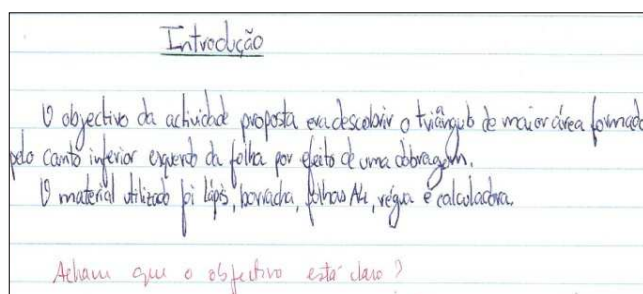 Introdução
O objectivo da actividade proposta era descobrir o triângulo de maior área formado
pelo canto inferior esquerdo da folha por efeito de uma dobragem.
O material utilizado foi lápis, borracha, folhas A4, régua e calculadora.
Acham que o objectivo está claro?